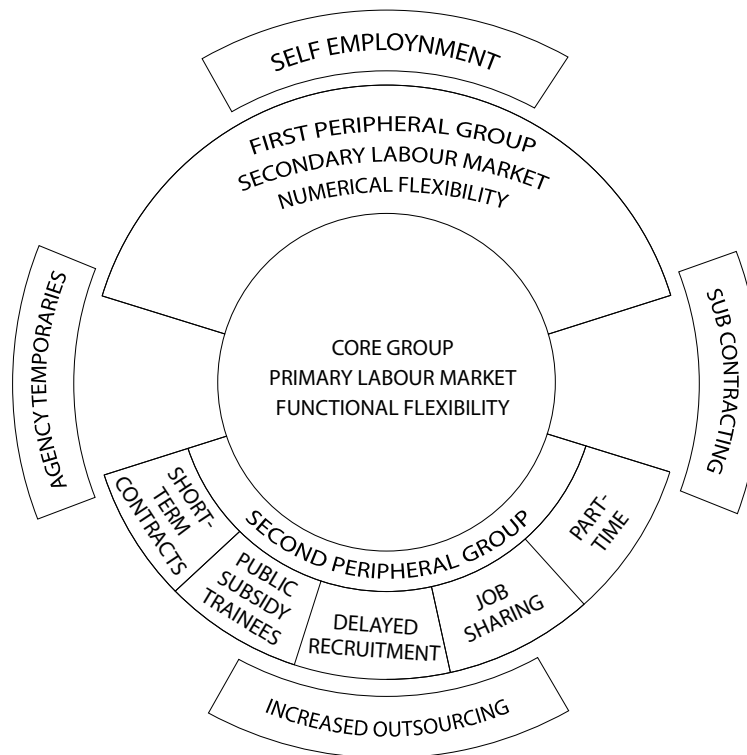 SELF EMPLOYNMENT
FIRST PERIPHERAL GROUP
SECONDARY LABOUR MARKET
NUMERICAL FLEXIBILITY
AGENCY TEMPORARIES
CORE GROUP
PRIMARY LABOUR MARKET
FUNCTIONAL FLEXIBILITY
SUB CONTRACTING
SECOND PERIPHERAL GROUP
SHORT-
TERM
CONTRACTS
PUBLIC
SUBSIDY
TRAINEES
DELAYED
RECRUITMENT
JOB
SHARING
PART-
TIME
INCREASED OUTSOURCING